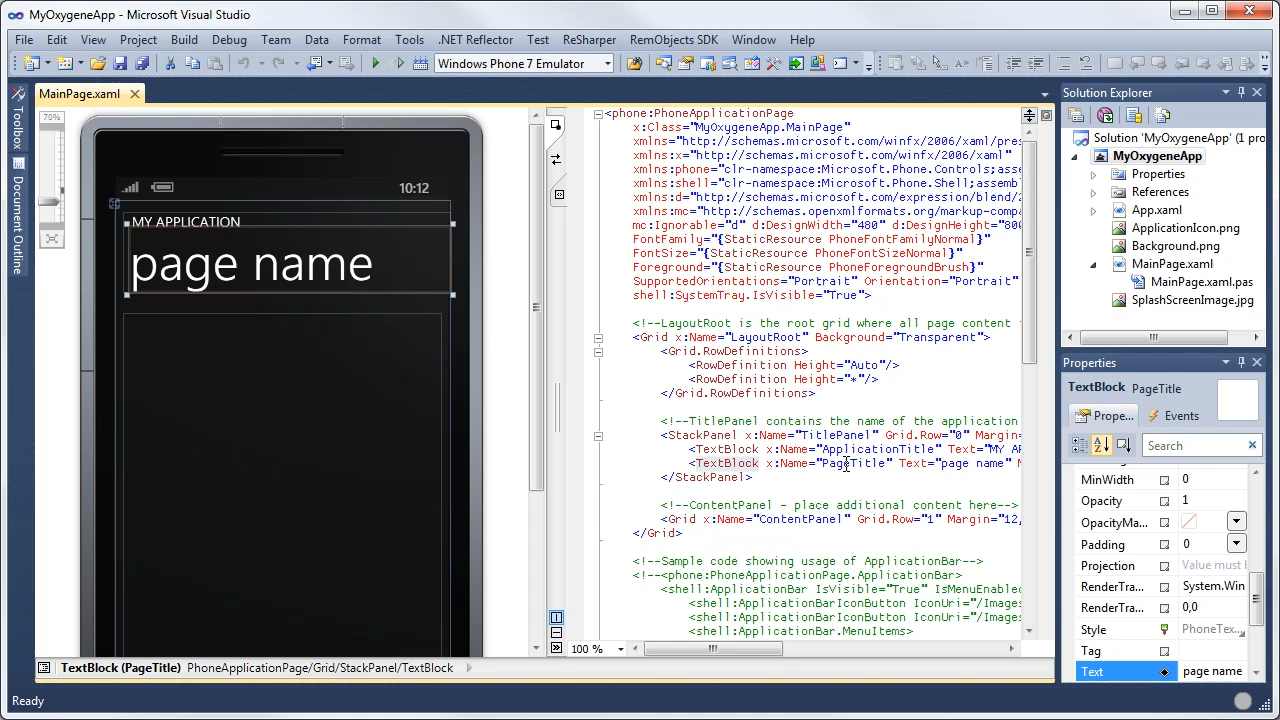 MyOxygeneApp - Microsoft Visual Studio
File Edit View Project Build Debug Team Data Format Tools .NET Reflector Test ReSharper RemObjects SDK Window Help
Windows Phone 7 Emulator
MainPage.xaml
Toolbox
Document Outline
70%
10:12
MY APPLICATION
page name
<phone:PhoneApplicationPage
x:Class="MyOxygeneApp.MainPage"
xmlns="http://schemas.microsoft.com/winfx/2006/xaml/pres
xmlns:x="http://schemas.microsoft.com/winfx/2006/xaml"
xmlns:phone="clr-namespace:Microsoft.Phone.Controls;asse
xmlns:shell="clr-namespace:Microsoft.Phone.Shell;assembl
xmlns:d="http://schemas.microsoft.com/expression/blend/2
xmlns:mc="http://schemas.openxmlformats.org/markup-compa
mc:Ignorable="d" d:DesignWidth="480" d:DesignHeight="800
FontFamily="{StaticResource PhoneFontFamilyNormal}"
FontSize="{StaticResource PhoneFontSizeNormal}"
Foreground="{StaticResource PhoneForegroundBrush}"
SupportedOrientations="Portrait" Orientation="Portrait"
shell:SystemTray.IsVisible="True">
<!--LayoutRoot is the root grid where all page content
<Grid x:Name="LayoutRoot" Background="Transparent">
<Grid.RowDefinitions>
<RowDefinition Height="Auto"/>
<RowDefinition Height="*"/>
</Grid.RowDefinitions>
<!--TitlePanel contains the name of the application
<StackPanel x:Name="TitlePanel" Grid.Row="0" Margin=
<TextBlock x:Name="ApplicationTitle" Text="MY AP
<TextBlock x:Name="PageTitle" Text="page name" M
</StackPanel>
<!--ContentPanel - place additional content here-->
<Grid x:Name="ContentPanel" Grid.Row="1" Margin="12,
</Grid>
<!--Sample code showing usage of ApplicationBar-->
<!--<phone:PhoneApplicationPage.ApplicationBar>
<shell:ApplicationBar IsVisible="True" IsMenuEnabled
<shell:ApplicationBarIconButton IconUri="/Images
<shell:ApplicationBarIconButton IconUri="/Images
<shell:ApplicationBar.MenuItems>
100 %
TextBlock (PageTitle) PhoneApplicationPage/Grid/StackPanel/TextBlock
Ready
Solution Explorer
Solution 'MyOxygeneApp' (1 pro
MyOxygeneApp
Properties
References
App.xaml
ApplicationIcon.png
Background.png
MainPage.xaml
MainPage.xaml.pas
SplashScreenImage.png
Properties
TextBlock PageTitle
Prope... Events
Search
MinWidth 0
Opacity 1
OpacityMa...
Padding 0
Projection Value must b
RenderTra... System.Win
RenderTra... 0,0
Style PhoneTex...
Tag
Text page name